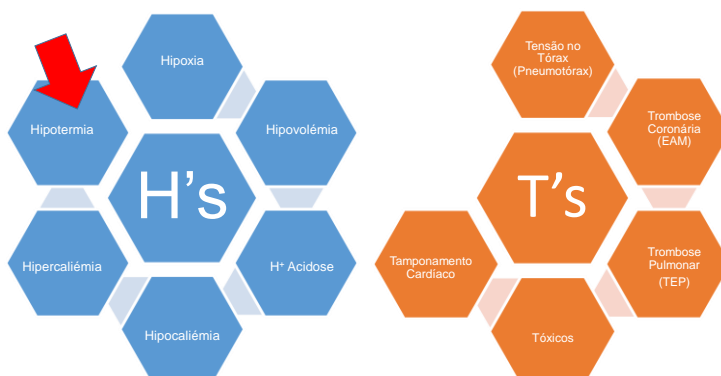 Hipoxia
Hipotermia
Hipovolémia
H's
Hipercaliémia
H⁺ Acidose
Hipocaliémia
Tensão no
Tórax
(Pneumotórax)
Trombose
Coronária
(EAM)
T's
Tamponamento
Cardíaco
Trombose
Pulmonar
(TEP)
Tóxicos